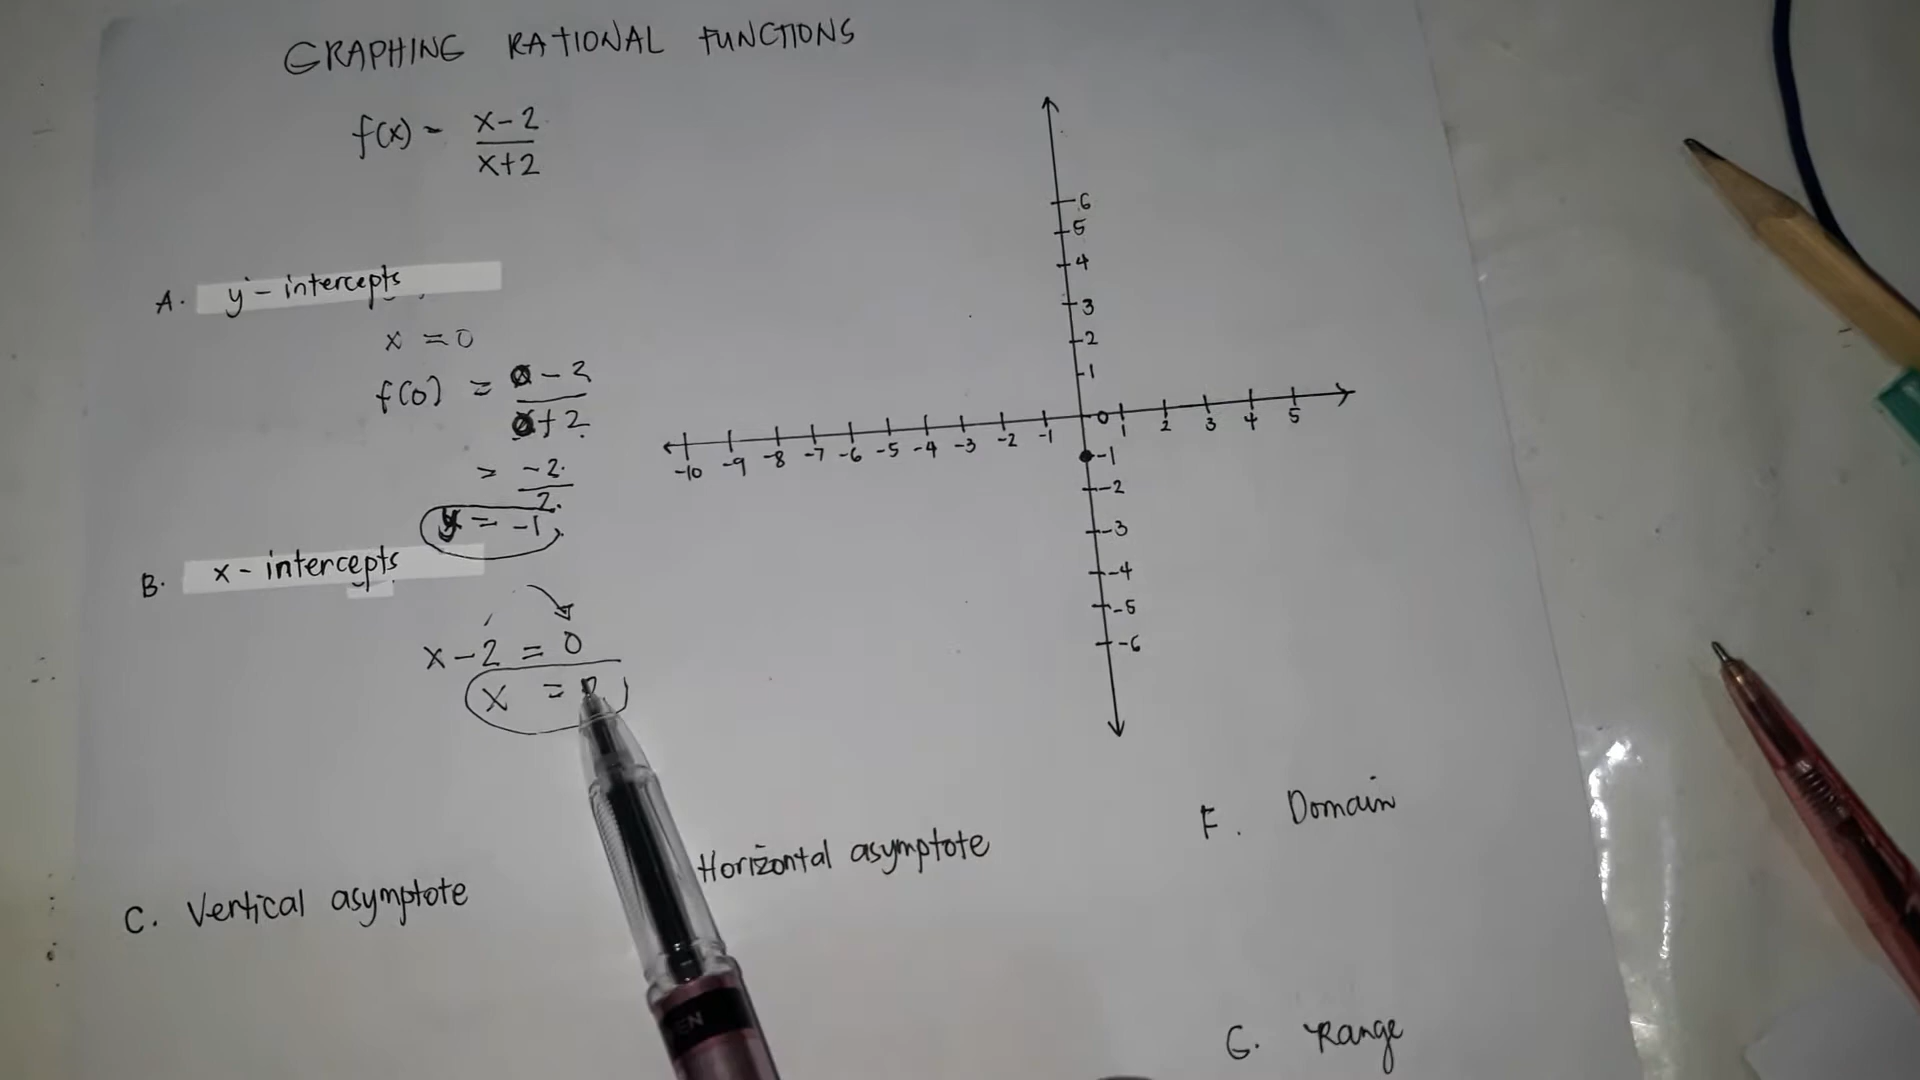 GRAPHING RATIONAL FUNCTIONS
f(x) = x-2
x+2
A. y - intercepts
x = 0
f(0) = 0 - 2
0 + 2
= -2
2
y = -1
B. x - intercepts
x - 2 = 0
x =
C. Vertical asymptote
Horizontal asymptote
F. Domain
G. Range
6
5
4
3
2
1
-10 -9 -8 -7 -6 -5 -4 -3 -2 -1 0 1 2 3 4 5
-1
-2
-3
-4
-5
-6